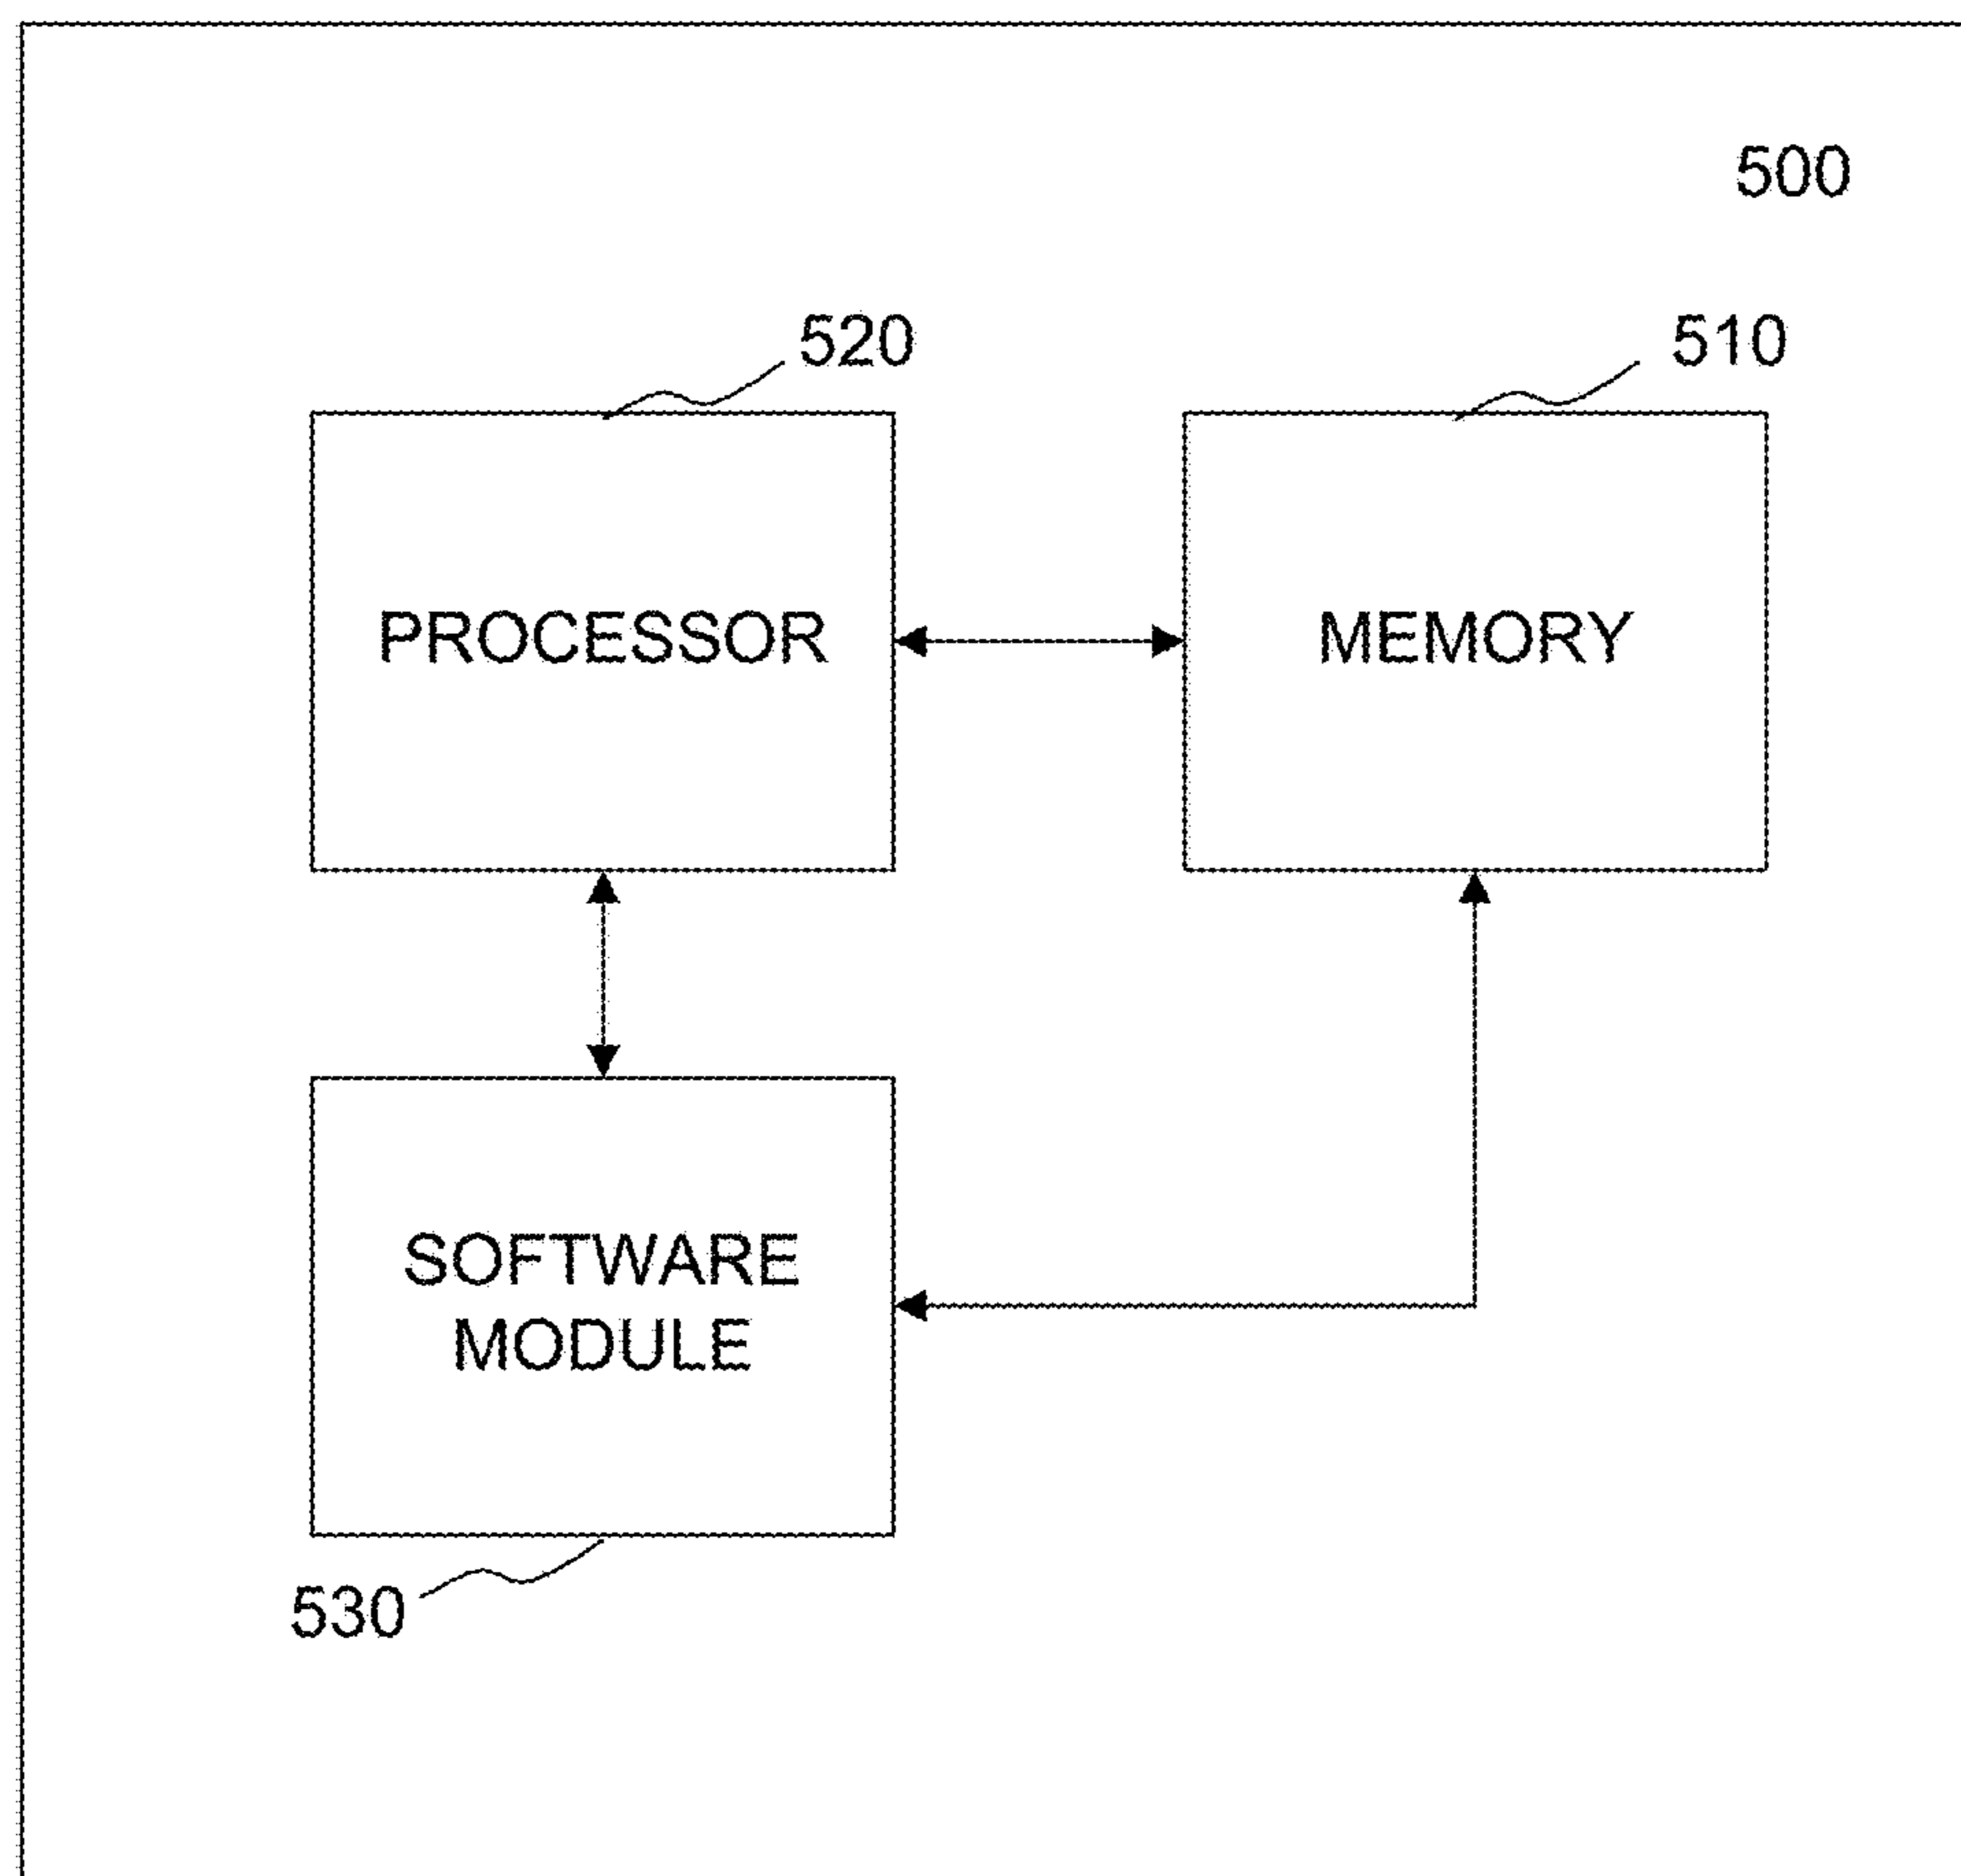 500
520
510
PROCESSOR
MEMORY
SOFTWARE
MODULE
530